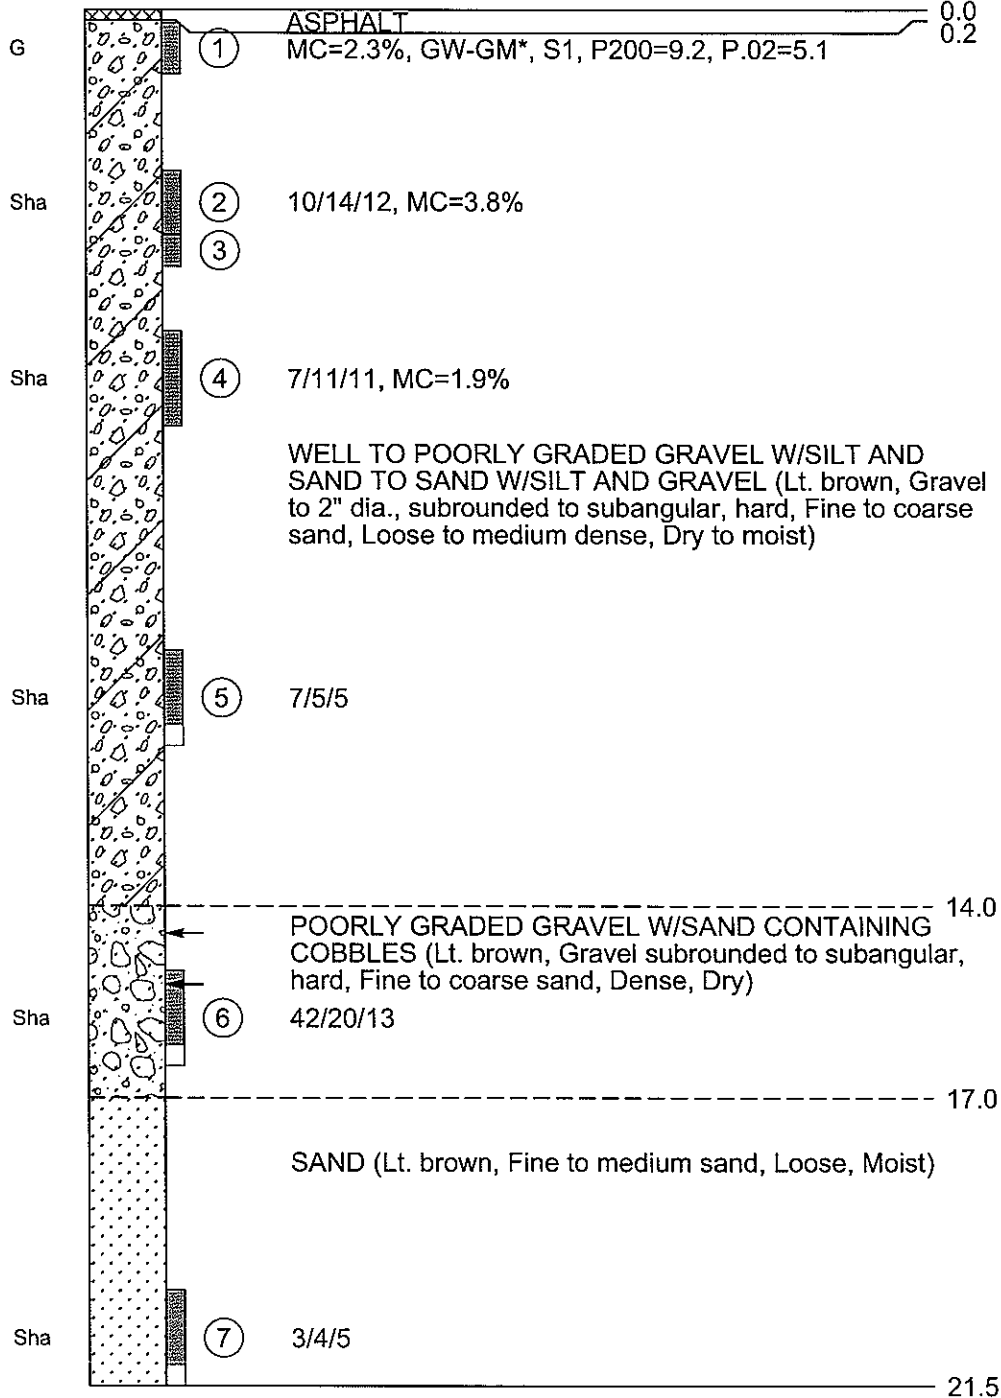 0.0
ASPHALT
0.2
G 1 MC=2.3%, GW-GM*, S1, P200=9.2, P.02=5.1
Sha 2 10/14/12, MC=3.8%
3
Sha 4 7/11/11, MC=1.9%
WELL TO POORLY GRADED GRAVEL W/SILT AND
SAND TO SAND W/SILT AND GRAVEL (Lt. brown, Gravel
to 2" dia., subrounded to subangular, hard, Fine to coarse
sand, Loose to medium dense, Dry to moist)
Sha 5 7/5/5
14.0
POORLY GRADED GRAVEL W/SAND CONTAINING
COBBLES (Lt. brown, Gravel subrounded to subangular,
hard, Fine to coarse sand, Dense, Dry)
Sha 6 42/20/13
17.0
SAND (Lt. brown, Fine to medium sand, Loose, Moist)
Sha 7 3/4/5
21.5